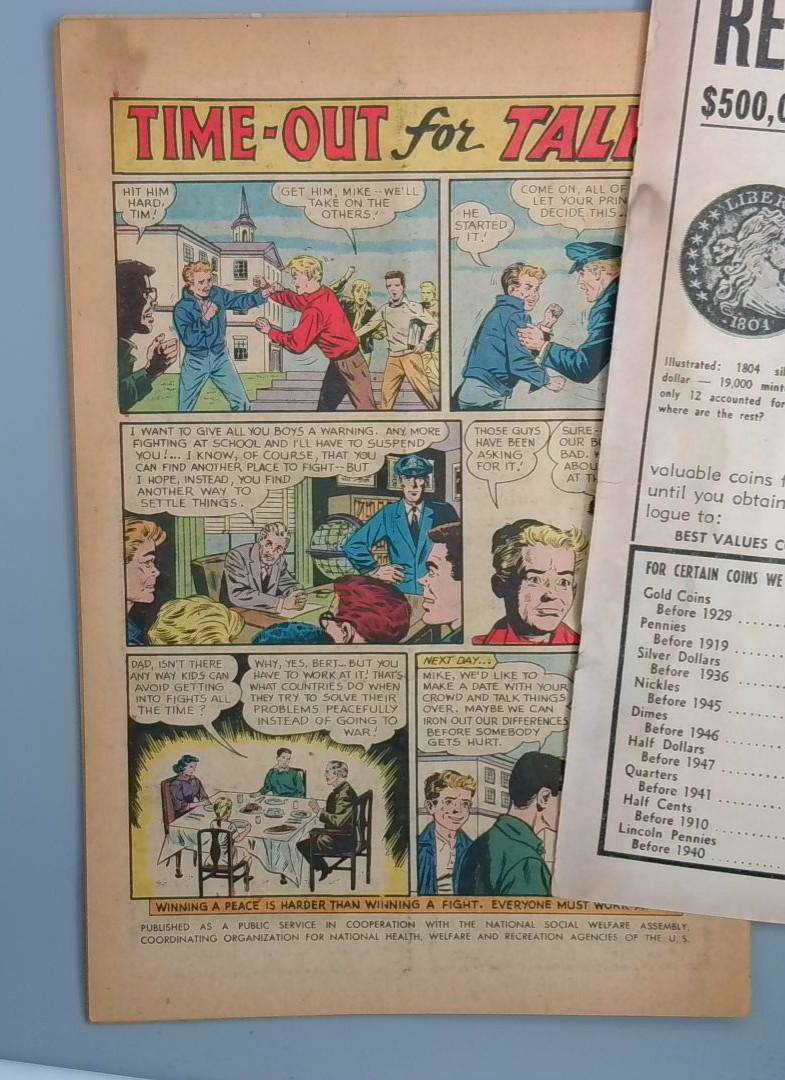 TIME-OUT for TALK
HIT HIM
HARD,
TIM!
GET HIM, MIKE--WE'LL
TAKE ON THE
OTHERS!
HE
STARTED
IT!
COME ON, ALL OF
LET YOUR
DECIDE THIS..
I WANT TO GIVE ALL YOU BOYS A WARNING. ANY MORE
FIGHTING AT SCHOOL AND I'LL HAVE TO SUSPEND
YOU!... I KNOW, OF COURSE, THAT YOU
CAN FIND ANOTHER PLACE TO FIGHT--BUT
I HOPE, INSTEAD, YOU FIND
ANOTHER WAY TO
SETTLE THINGS.
THOSE GUYS
HAVE BEEN
ASKING
FOR IT!
SURE--
OUR
BAD.
AT
DAD, ISN'T THERE
ANY WAY KIDS CAN
AVOID GETTING
INTO FIGHTS ALL
THE TIME?
WHY, YES, BERT... BUT YOU
HAVE TO WORK AT IT! THAT'S
WHAT COUNTRIES DO WHEN
THEY TRY TO SOLVE THEIR
PROBLEMS PEACEFULLY
INSTEAD OF GOING TO
WAR!
NEXT DAY...
MIKE, WE'D LIKE TO
MAKE A DATE WITH YOUR
CROWD AND TALK THINGS
OVER. MAYBE WE CAN
IRON OUT OUR DIFFERENCES
BEFORE SOMEBODY
GETS HURT.
WINNING A PEACE IS HARDER THAN WINNING A FIGHT. EVERYONE MUST WORK
PUBLISHED AS A PUBLIC SERVICE IN COOPERATION WITH THE NATIONAL SOCIAL WELFARE ASSEMBLY,
COORDINATING ORGANIZATION FOR NATIONAL HEALTH, WELFARE AND RECREATION AGENCIES OF THE U.S.
RE
$500,0
LIBER
1804
Illustrated: 1804 sil
dollar — 19,000 mint
only 12 accounted for
where are the rest?
valuable coins
until you obtain
logue to:
BEST VALUES C
FOR CERTAIN COINS WE
Gold Coins
Before 1929
Pennies
Before 1919
Silver Dollars
Before 1936
Nickles
Before 1945
Dimes
Before 1946
Half Dollars
Before 1947
Quarters
Before 1941
Half Cents
Before 1910
Lincoln Pennies
Before 1940